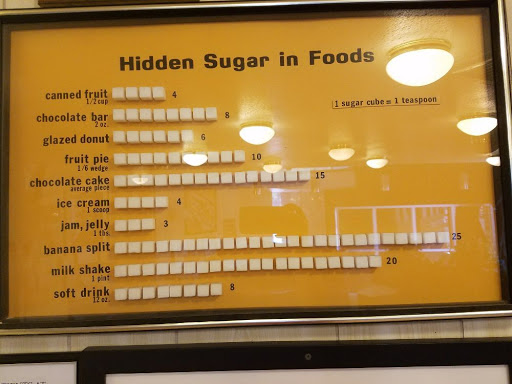 Hidden Sugar in Foods
1 sugar cube = 1 teaspoon
canned fruit 4
1/2 cup
chocolate bar 8
2 oz.
glazed donut 6
fruit pie 10
1/6 wedge
chocolate cake 15
average piece
ice cream 4
1 scoop
jam, jelly 3
1 tbs.
banana split 25
milk shake 20
1 pint
soft drink 8
12 oz.